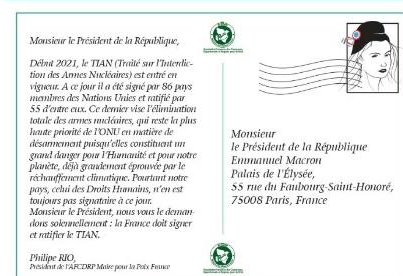 Monsieur le Président de la République,
Début 2021, le TIAN (Traité sur l'Interdic-
tion des Armes Nucléaires) est entré en
vigueur. A ce jour il a été signé par 86 pays
membres des Nations Unies et ratifié par
55 d'entre eux. Ce dernier vise l'élimination
totale des armes nucléaires, qui reste la plus
haute priorité de l'ONU en matière de
désarmement puisqu'elles constituent un
grand danger pour l'Humanité et pour notre
planète, déjà grandement éprouvée par le
réchauffement climatique. Pourtant notre
pays, celui des Droits Humains, n'en est
toujours pas signataire à ce jour.
Monsieur le Président, nous vous le deman-
dons solennellement : la France doit signer
et ratifier le TIAN.
Philipe RIO,
Président de l'AFCDRP Maire pour la Paix France
Monsieur
le Président de la République
Emmanuel Macron
Palais de l'Élysée,
55 rue du Faubourg-Saint-Honoré,
75008 Paris, France